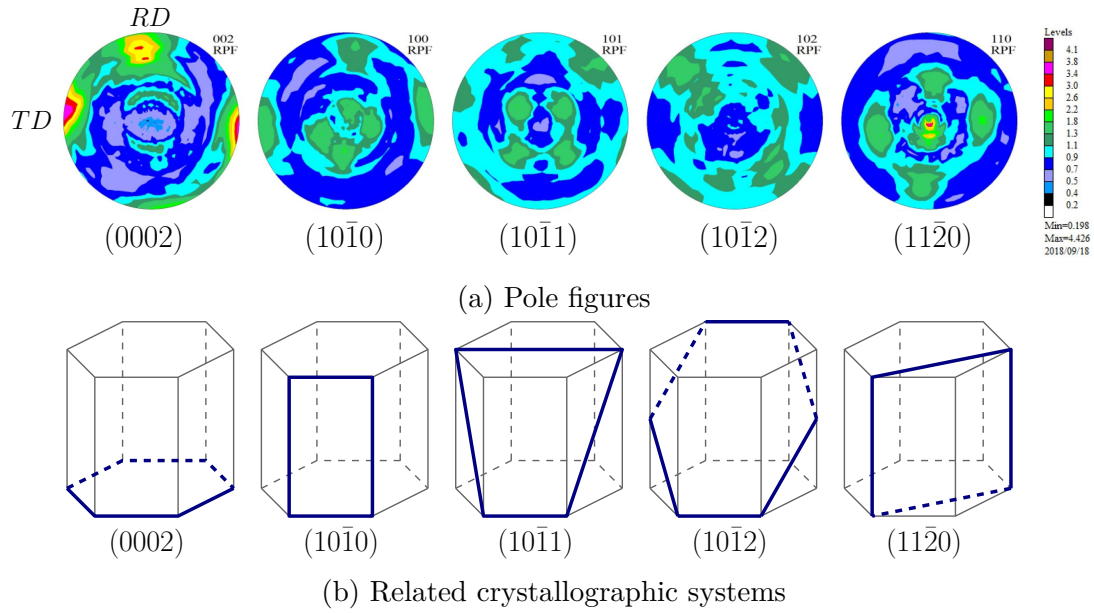 RD
TD
002
RPF
100
RPF
101
RPF
102
RPF
110
RPF
Levels
4.1
3.8
3.4
3.0
2.6
2.2
1.8
1.3
1.1
0.9
0.7
0.5
0.4
0.2
Min=0.198
Max=4.426
2018/09/18
(0002)
(101̄0)
(101̄1)
(101̄2)
(112̄0)
(a) Pole figures
(0002)
(101̄0)
(101̄1)
(101̄2)
(112̄0)
(b) Related crystallographic systems